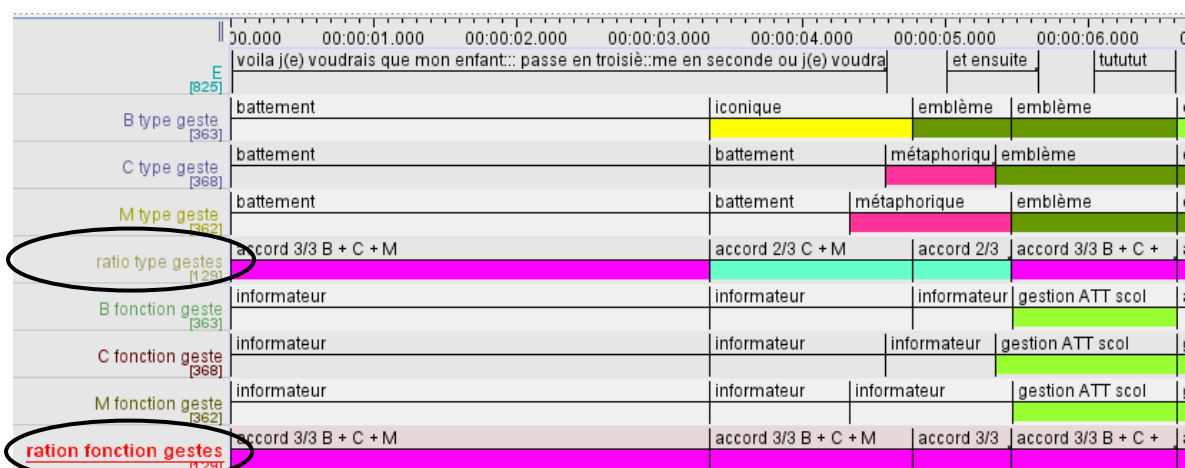 00.000 00:00:01.000 00:00:02.000 00:00:03.000 00:00:04.000 00:00:05.000 00:00:06.000
E [825] voila j(e) voudrais que mon enfant::: passe en troisiè::me en seconde ou j(e) voudra et ensuite tututut
B type geste [363] battement iconique emblème emblème
C type geste [368] battement battement métaphoriqu emblème
M type geste [362] battement battement métaphorique emblème
ratio type gestes [129] accord 3/3 B + C + M accord 2/3 C + M accord 2/3 accord 3/3 B + C +
B fonction geste [363] informateur informateur informateur gestion ATT scol
C fonction geste [368] informateur informateur informateur gestion ATT scol
M fonction geste [362] informateur informateur informateur gestion ATT scol
ration fonction gestes [129] accord 3/3 B + C + M accord 3/3 B + C + M accord 3/3 accord 3/3 B + C +